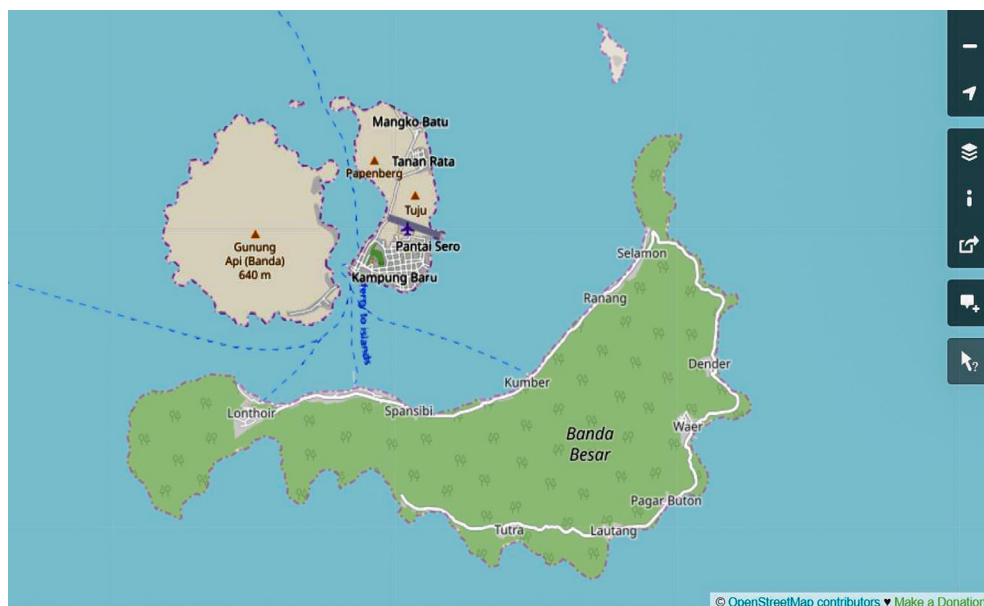 Mangko Batu
Tanan Rata
Papenberg
Tuju
Pantai Sero
Kampung Baru
Gunung
Api (Banda)
640 m
ferry to islands
Selamon
Ranang
Dender
Kumber
Lonthoir
Spansibi
Waer
Banda
Besar
Pagar Buton
Tutra
Lautang
© OpenStreetMap contributors ♥ Make a Donation